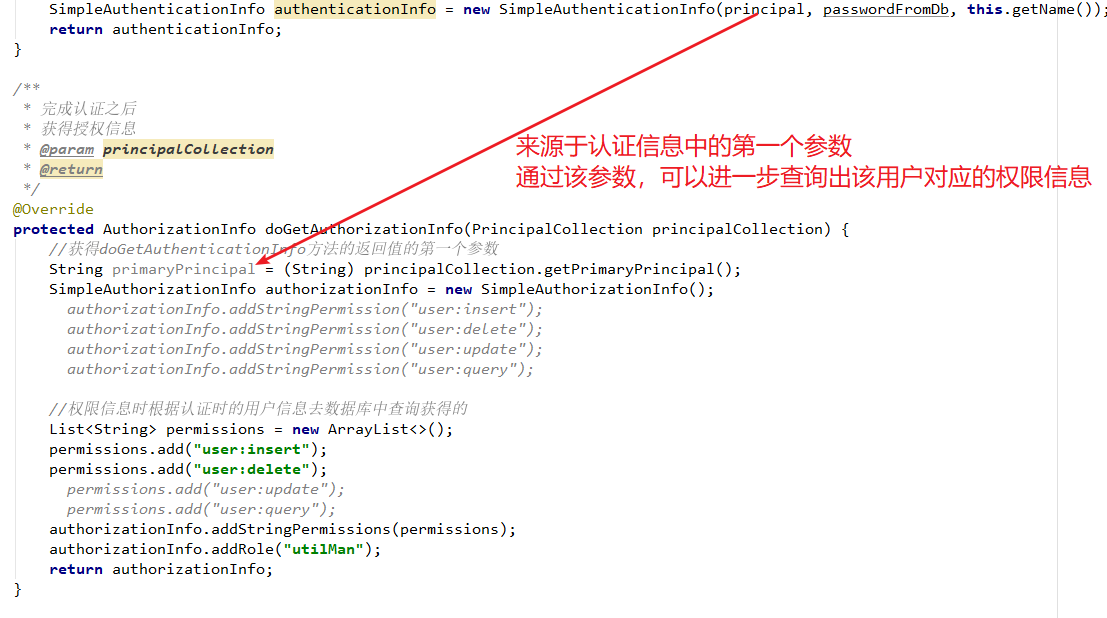 SimpleAuthenticationInfo authenticationInfo = new SimpleAuthenticationInfo(principal, passwordFromDb, this.getName());
return authenticationInfo;
}
/**
* 完成认证之后
* 获得授权信息
* @param principalCollection
* @return
*/
来源于认证信息中的第一个参数
通过该参数，可以进一步查询出该用户对应的权限信息
@Override
protected AuthorizationInfo doGetAuthorizationInfo(PrincipalCollection principalCollection) {
//获得doGetAuthenticationInfo方法的返回值的第一个参数
String primaryPrincipal = (String) principalCollection.getPrimaryPrincipal();
SimpleAuthorizationInfo authorizationInfo = new SimpleAuthorizationInfo();
authorizationInfo.addStringPermission("user:insert");
authorizationInfo.addStringPermission("user:delete");
authorizationInfo.addStringPermission("user:update");
authorizationInfo.addStringPermission("user:query");
//权限信息时根据认证时的用户信息去数据库中查询获得的
List<String> permissions = new ArrayList<>();
permissions.add("user:insert");
permissions.add("user:delete");
permissions.add("user:update");
permissions.add("user:query");
authorizationInfo.addStringPermissions(permissions);
authorizationInfo.addRole("utilMan");
return authorizationInfo;
}